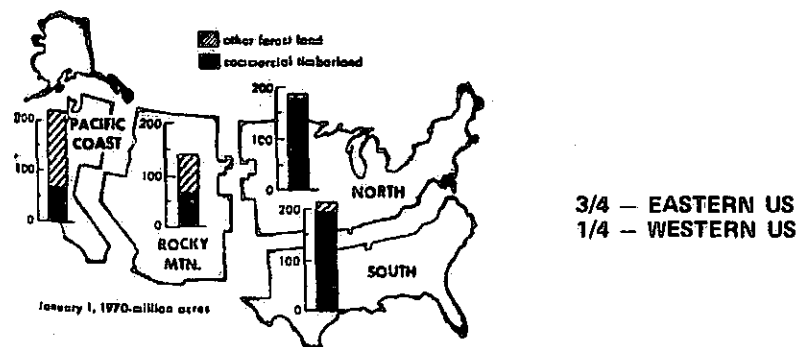 other forest land
commercial timberland
200
100
0
PACIFIC
COAST
200
100
0
ROCKY
MTN.
200
100
0
NORTH
200
100
0
SOUTH
January 1, 1970-million acres
3/4 – EASTERN US
1/4 – WESTERN US